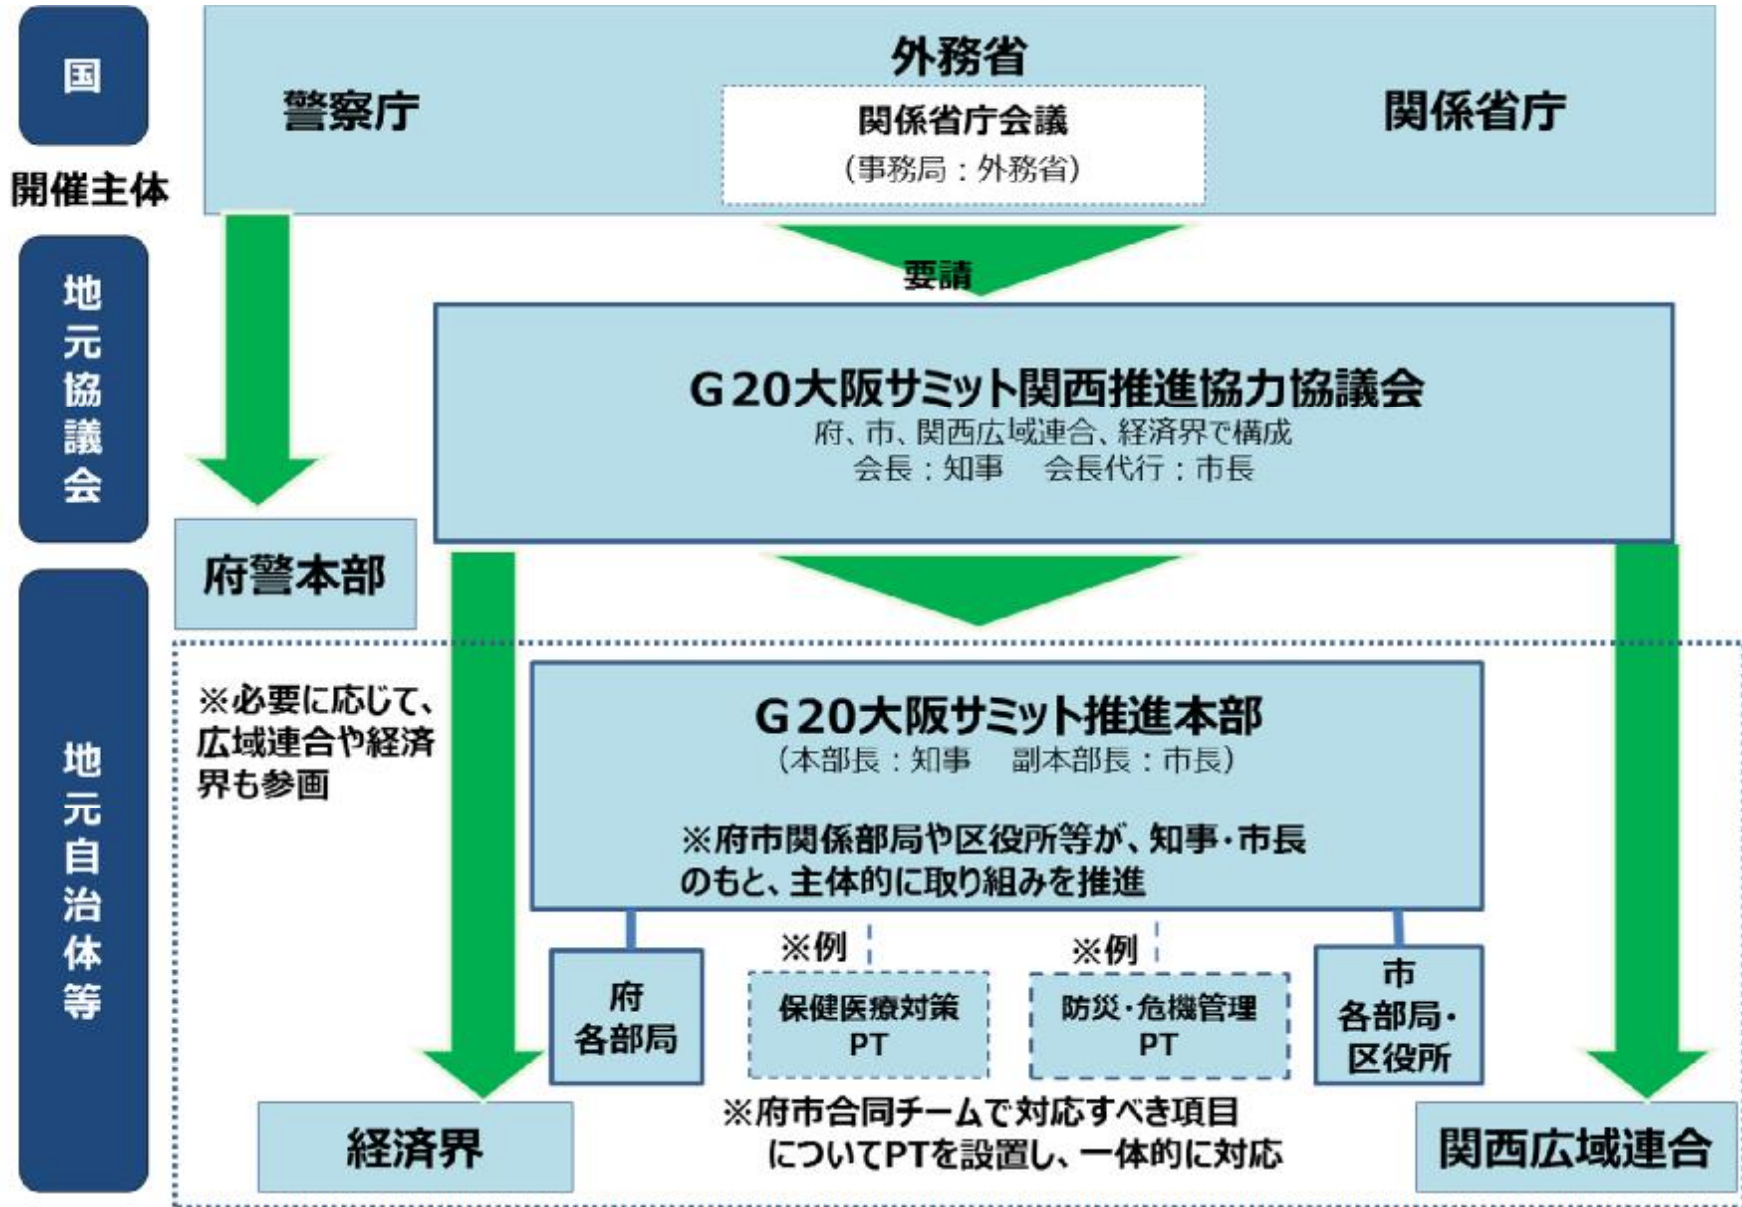 国
開催主体
外務省
警察庁
関係省庁会議
(事務局：外務省)
関係省庁
要請
地元協議会
G20大阪サミット関西推進協力協議会
府、市、関西広域連合、経済界で構成
会長：知事　会長代行：市長
府警本部
地元自治体等
※必要に応じて、
広域連合や経済
界も参画
G20大阪サミット推進本部
(本部長：知事　副本部長：市長)
※府市関係部局や区役所等が、知事・市長
のもと、主体的に取り組みを推進
府
各部局
※例
保健医療対策
PT
※例
防災・危機管理
PT
市
各部局・
区役所
※府市合同チームで対応すべき項目
についてPTを設置し、一体的に対応
経済界
関西広域連合